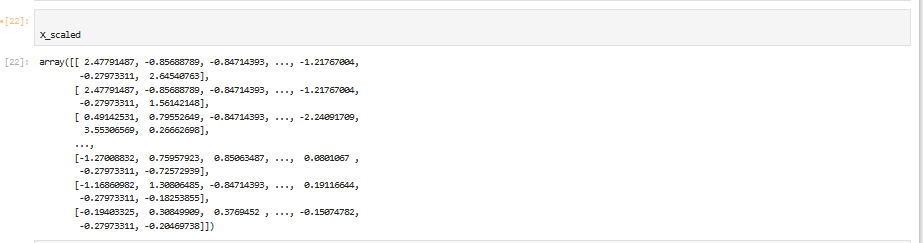 [22]:
X_scaled
[22]: array([[ 2.47791487, -0.85688789, -0.84714393, ..., -1.21767004,
-0.27973311, 2.64540763],
[ 2.47791487, -0.85688789, -0.84714393, ..., -1.21767004,
-0.27973311, 1.56142148],
[ 0.49142531, 0.79552649, -0.84714393, ..., -2.24091709,
3.55306569, 0.26662698],
...,
[-1.27008832, 0.75957923, 0.85063487, ..., 0.0801067 ,
-0.27973311, -0.72572939],
[-1.16860982, 1.30806485, -0.84714393, ..., 0.19116644,
-0.27973311, -0.18253855],
[-0.19403325, 0.30849909, 0.3769452 , ..., -0.15074782,
-0.27973311, -0.20469738]])